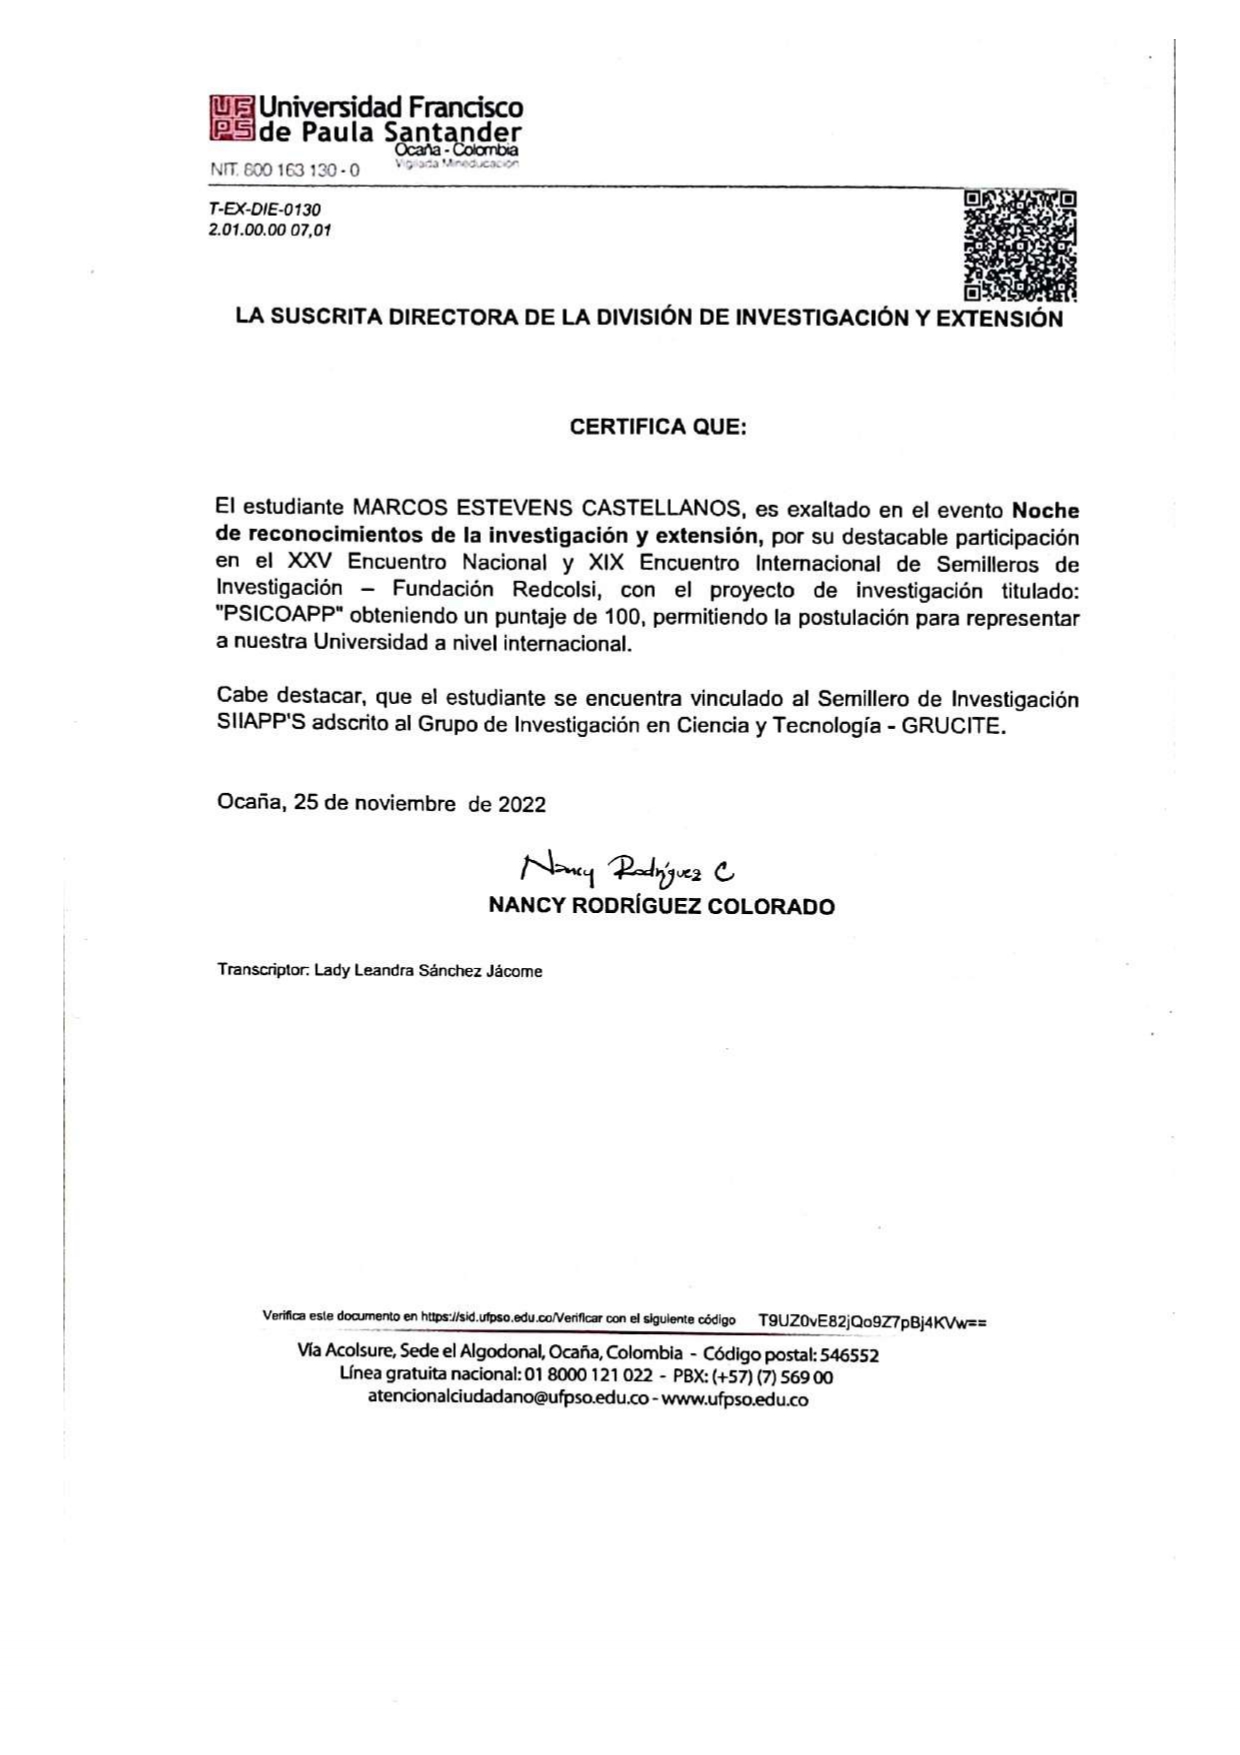 UFPS Universidad Francisco
de Paula Santander
Ocaña - Colombia
Vigilada Mineducación
NIT. 800 163 130 - 0
T-EX-DIE-0130
2.01.00.00 07,01
LA SUSCRITA DIRECTORA DE LA DIVISIÓN DE INVESTIGACIÓN Y EXTENSIÓN
CERTIFICA QUE:
El estudiante MARCOS ESTEVENS CASTELLANOS, es exaltado en el evento Noche
de reconocimientos de la investigación y extensión, por su destacable participación
en el XXV Encuentro Nacional y XIX Encuentro Internacional de Semilleros de
Investigación – Fundación Redcolsi, con el proyecto de investigación titulado:
"PSICOAPP" obteniendo un puntaje de 100, permitiendo la postulación para representar
a nuestra Universidad a nivel internacional.
Cabe destacar, que el estudiante se encuentra vinculado al Semillero de Investigación
SIIAPP'S adscrito al Grupo de Investigación en Ciencia y Tecnología - GRUCITE.
Ocaña, 25 de noviembre de 2022
Nancy Rodríguez C
NANCY RODRÍGUEZ COLORADO
Transcriptor: Lady Leandra Sánchez Jácome
Verifica este documento en https://sid.ufpso.edu.co/Verificar con el siguiente código T9UZ0vE82jQo9Z7pBj4KVw==
Vía Acolsure, Sede el Algodonal, Ocaña, Colombia - Código postal: 546552
Línea gratuita nacional: 01 8000 121 022 - PBX: (+57) (7) 569 00
atencionalciudadano@ufpso.edu.co - www.ufpso.edu.co